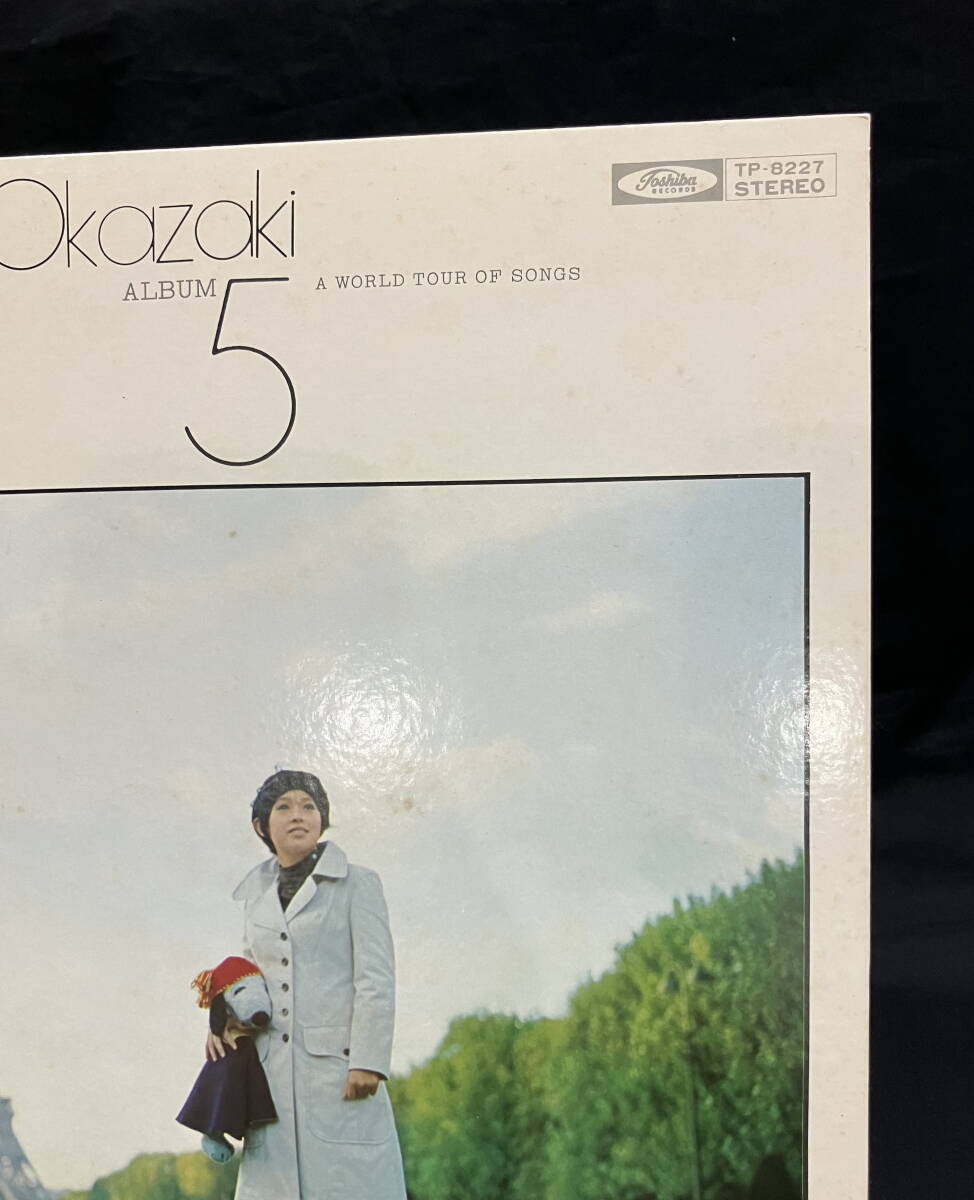 Okazaki
ALBUM 5 A WORLD TOUR OF SONGS
Toshiba
RECORDS
TP-8227
STEREO